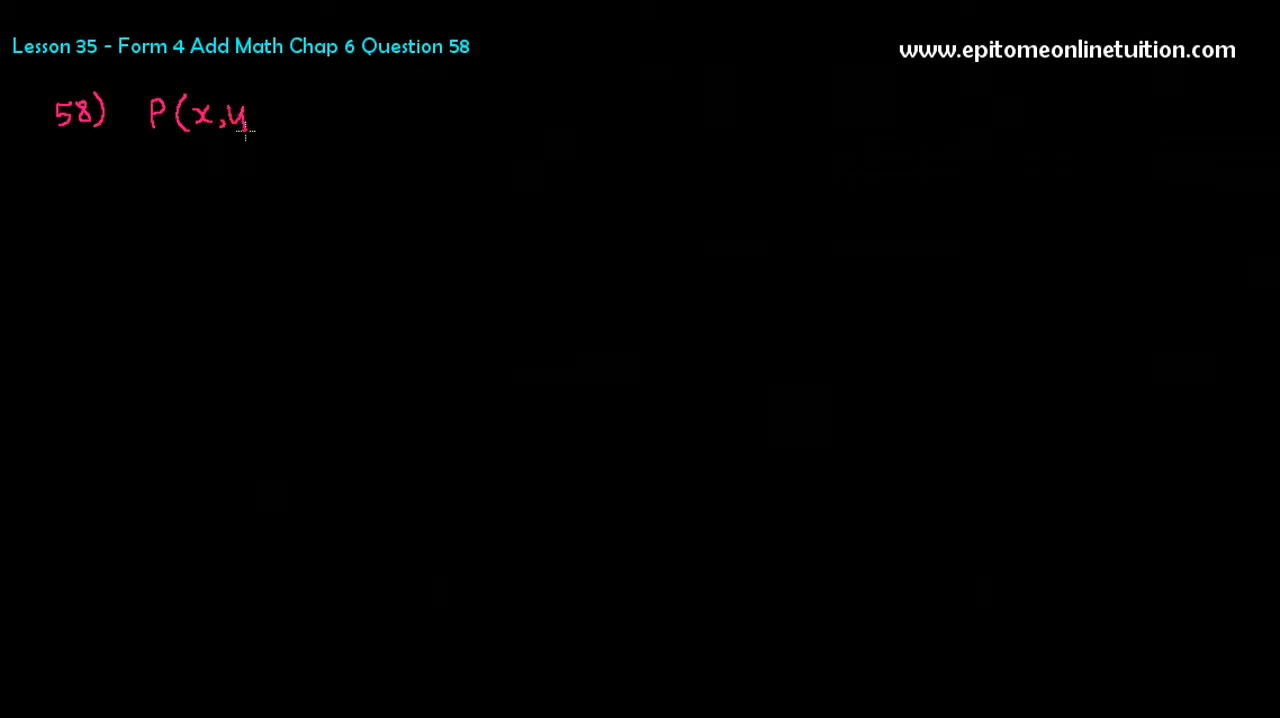 Lesson 35 - Form 4 Add Math Chap 6 Question 58
www.epitomeonlinetuition.com
58) P(x,y